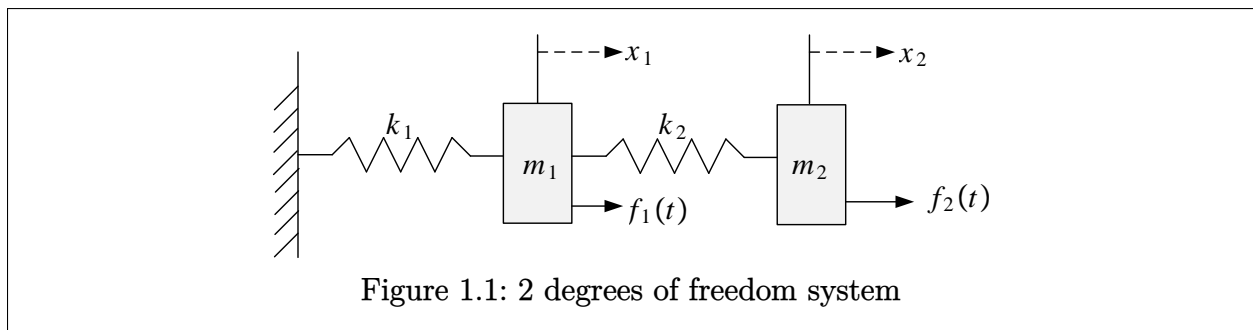 x₁ x₂
k₁ k₂
m₁ m₂
f₁(t) f₂(t)
Figure 1.1: 2 degrees of freedom system